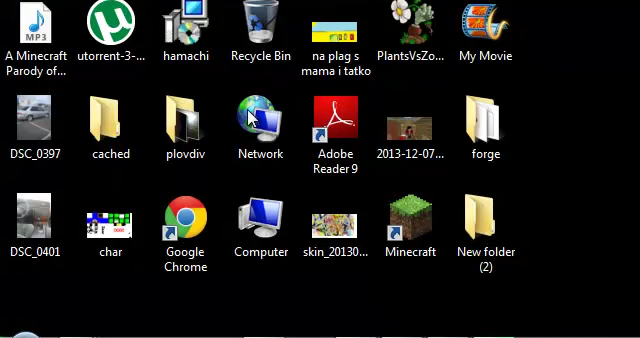 MP3
A Minecraft Parody of...
utorrent-3-...
hamachi
Recycle Bin
na plag s mama i tatko
PlantsVsZo...
My Movie
DSC_0397
cached
plovdiv
Network
Adobe Reader 9
2013-12-07...
forge
DSC_0401
char
Google Chrome
Computer
skin_20130...
Minecraft
New folder (2)